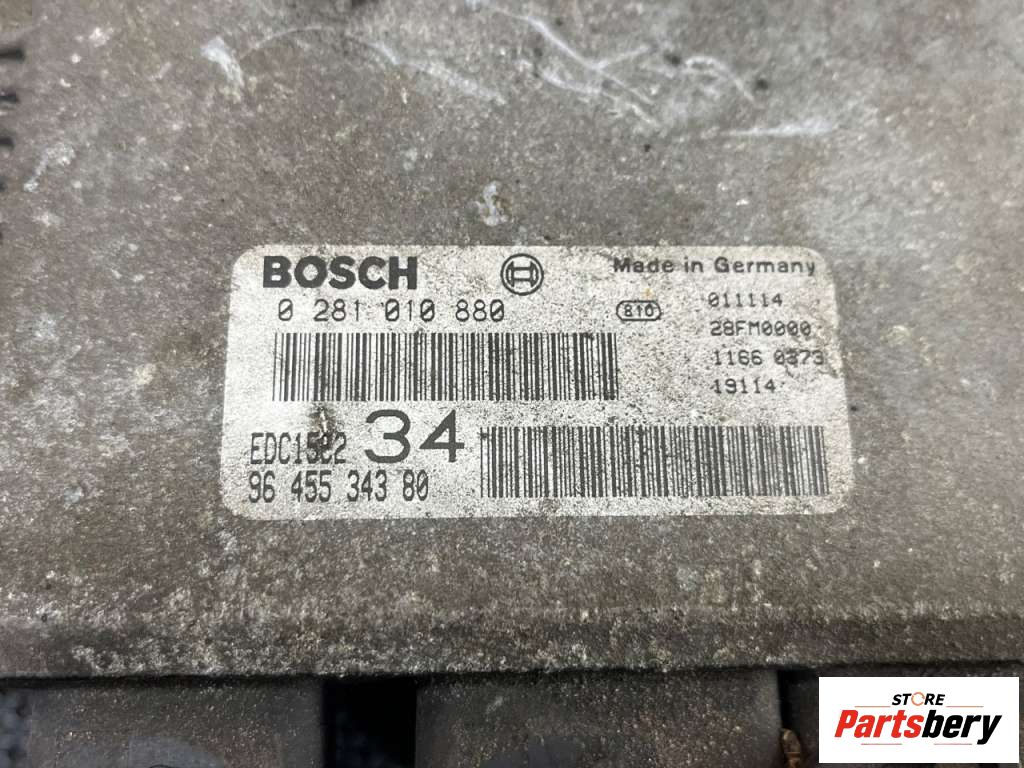 BOSCH
Made in Germany
0 281 010 880
810
011114
28FM0000
1166 0373
19114
EDC15C2
34
96 455 343 80
STORE
Partsbery